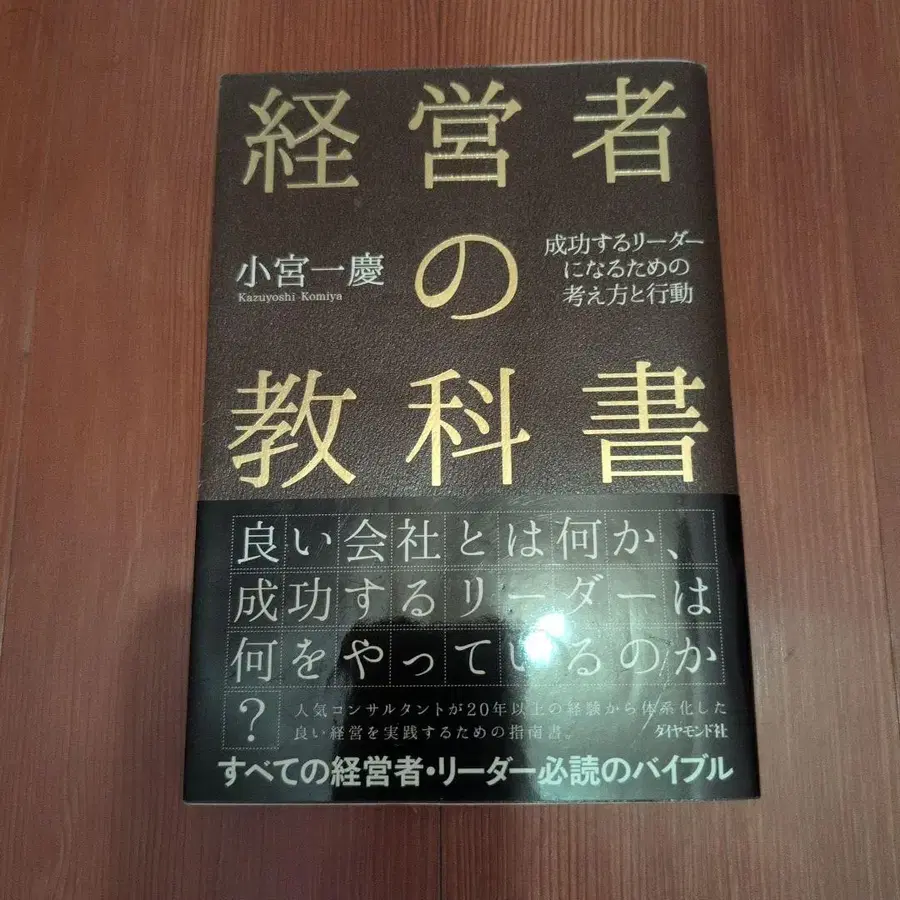 経営者
の
教科書
小宮一慶
Kazuyoshi Komiya
成功するリーダー
になるための
考え方と行動
良い会社とは何か、
成功するリーダーは
何をやっているのか
?
人気コンサルタントが20年以上の経験から体系化した
良い経営を実践するための指南書。
ダイヤモンド社
すべての経営者・リーダー必読のバイブル